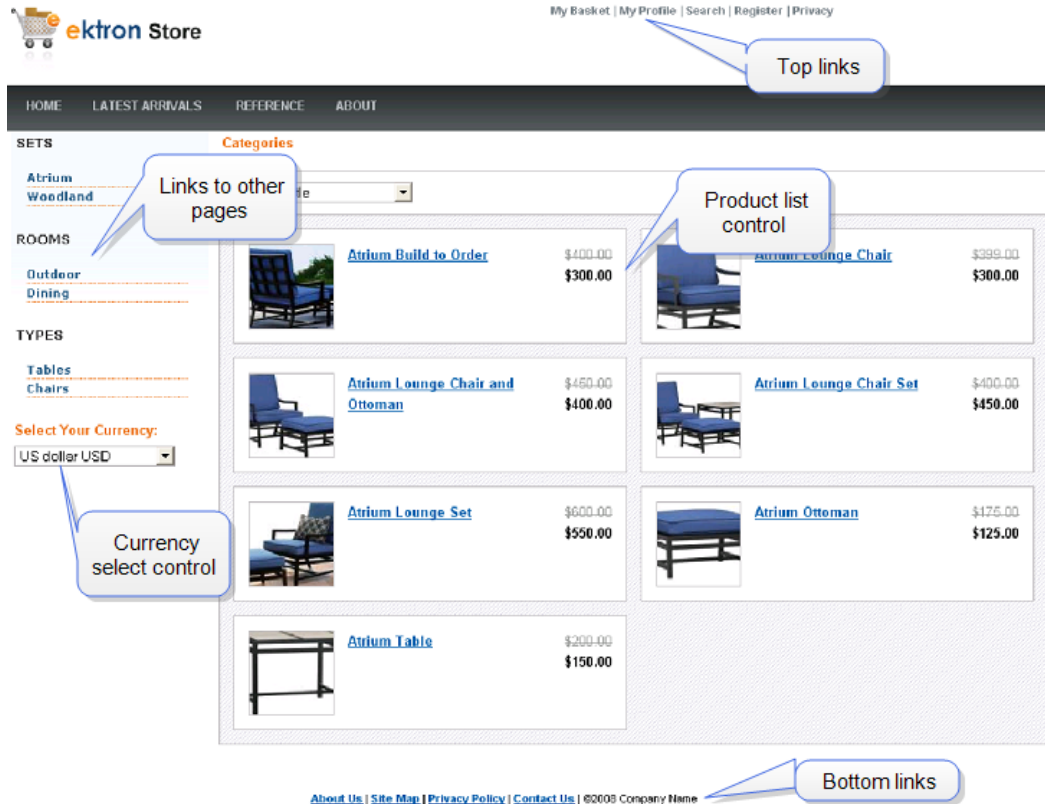 ektron Store
My Basket | My Profile | Search | Register | Privacy
Top links
HOME LATEST ARRIVALS REFERENCE ABOUT
SETS
Atrium
Woodland
Links to other
pages
ROOMS
Outdoor
Dining
TYPES
Tables
Chairs
Select Your Currency:
US doller USD
Currency
select control
Categories
Product list
control
Atrium Build to Order $400.00
$300.00
Atrium Lounge Chair $399.00
$300.00
Atrium Lounge Chair and $450.00
Ottoman $400.00
Atrium Lounge Chair Set $400.00
$450.00
Atrium Lounge Set $600.00
$550.00
Atrium Ottoman $175.00
$125.00
Atrium Table $200.00
$150.00
Bottom links
About Us | Site Map | Privacy Policy | Contact Us | ©2008 Company Name